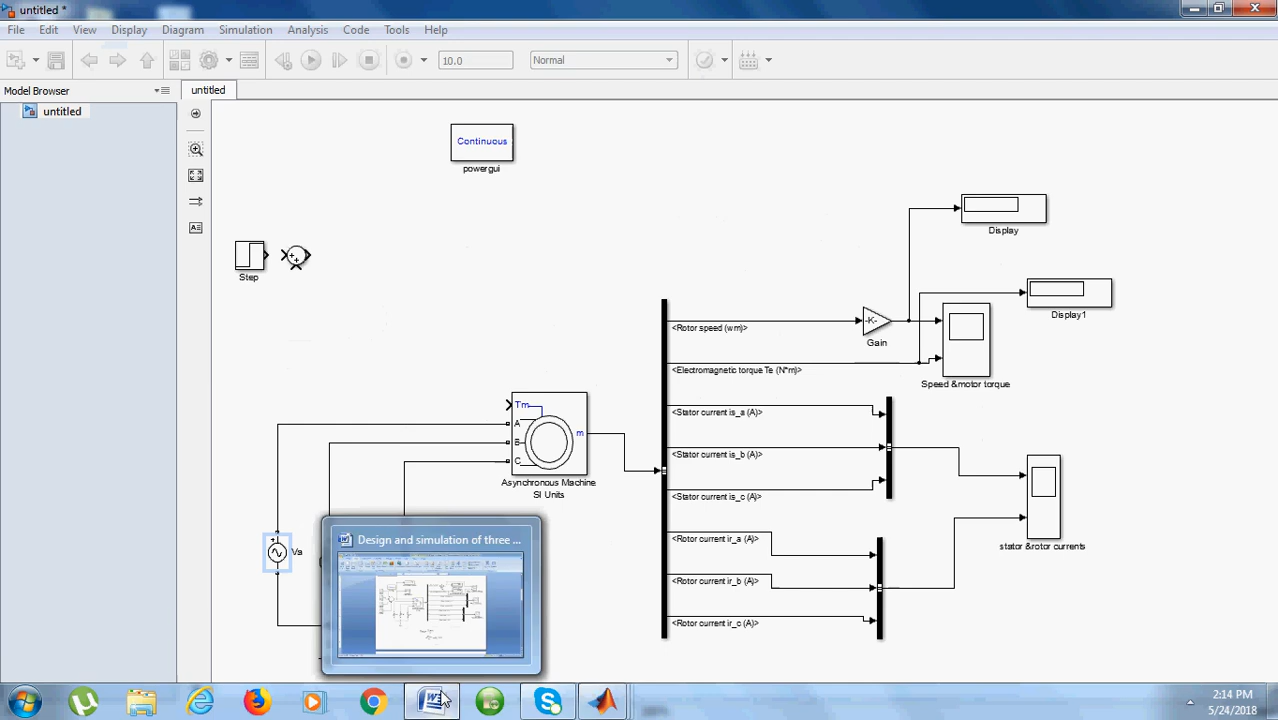 untitled *
File Edit View Display Diagram Simulation Analysis Code Tools Help
10.0
Normal
Model Browser
untitled
untitled
Continuous
powergui
Display
Step
Display1
<Rotor speed (wm)>
-K-
Gain
<Electromagnetic torque Te (N*m)>
Speed &motor torque
Tm
A
B
C
m
Asynchronous Machine
SI Units
<Stator current is_a (A)>
<Stator current is_b (A)>
<Stator current is_c (A)>
<Rotor current ir_a (A)>
<Rotor current ir_b (A)>
<Rotor current ir_c (A)>
stator &rotor currents
Va
Design and simulation of three ...
2:14 PM
5/24/2018